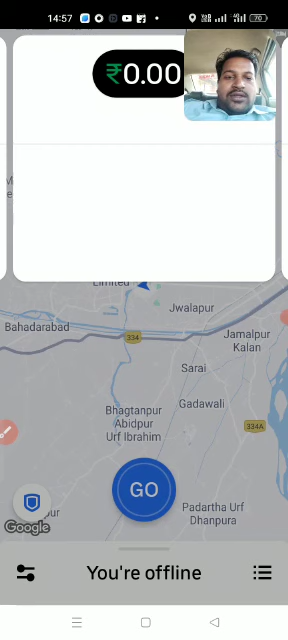 14:57
70
₹0.00
Limited
Jwalapur
Bahadarabad
334
Jamalpur
Kalan
Sarai
Gadawali
Bhagtanpur
Abidpur
Urf Ibrahim
334A
GO
Padartha Urf
Dhanpura
Google
You're offline